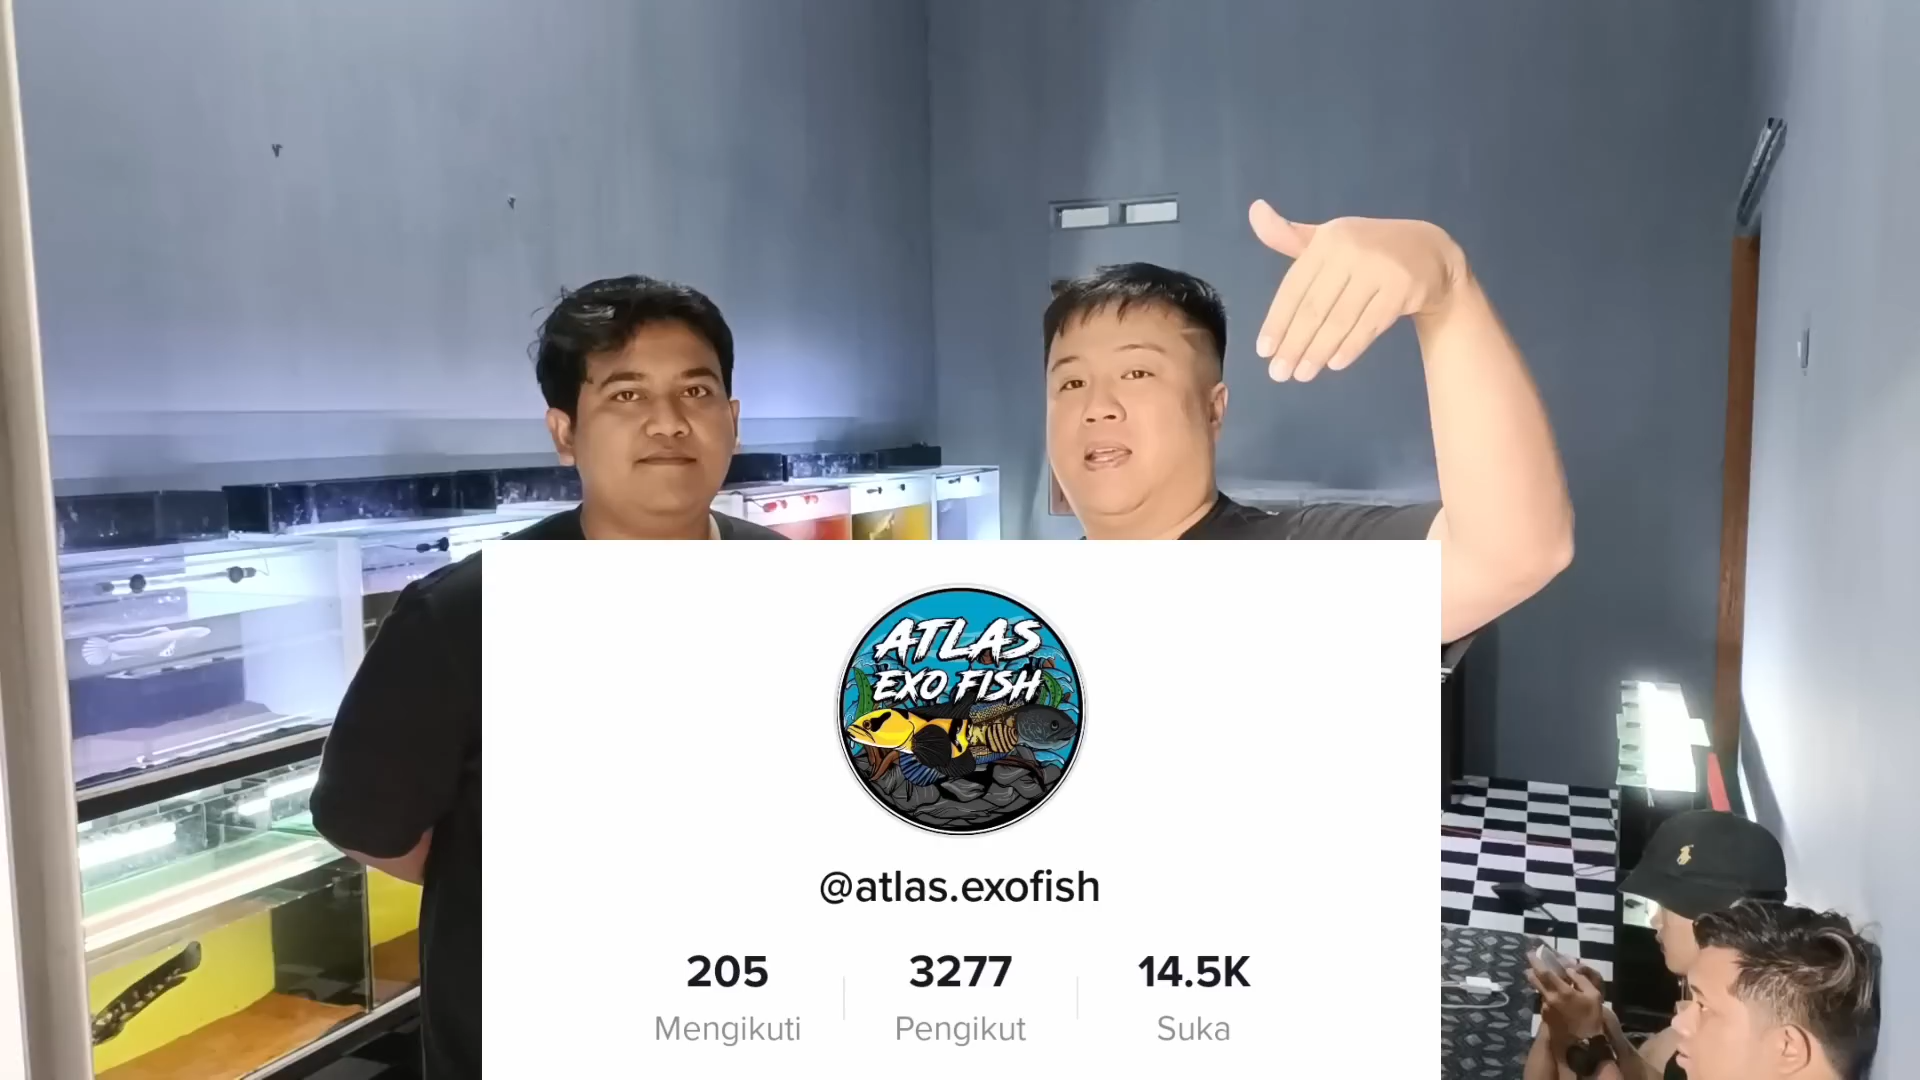 ATLAS
EXO FISH
@atlas.exofish
205 3277 14.5K
Mengikuti Pengikut Suka